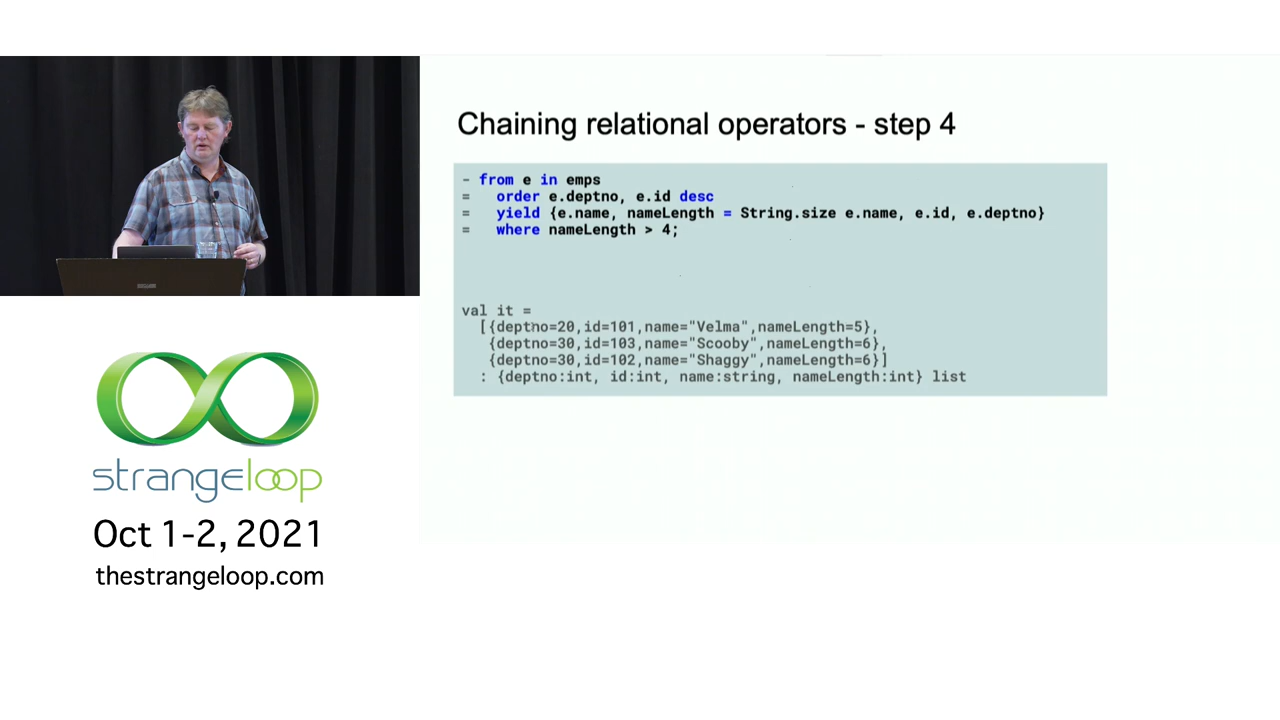 Chaining relational operators - step 4
- from e in emps
= order e.deptno, e.id desc
= yield {e.name, nameLength = String.size e.name, e.id, e.deptno}
= where nameLength > 4;
val it =
[{deptno=20,id=101,name="Velma",nameLength=5},
{deptno=30,id=103,name="Scooby",nameLength=6},
{deptno=30,id=102,name="Shaggy",nameLength=6}]
: {deptno:int, id:int, name:string, nameLength:int} list
strangeloop
Oct 1-2, 2021
thestrangeloop.com